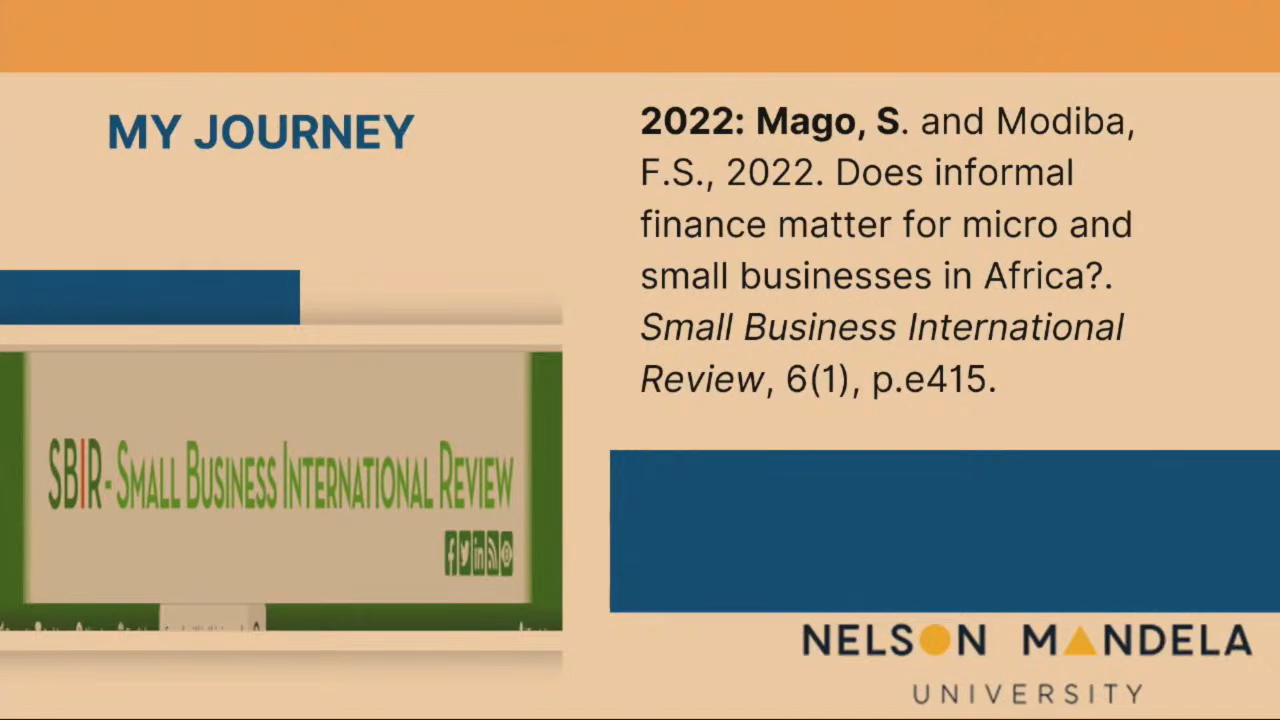 MY JOURNEY
2022: Mago, S. and Modiba,
F.S., 2022. Does informal
finance matter for micro and
small businesses in Africa?.
Small Business International
Review, 6(1), p.e415.
SBIR- SMALL BUSINESS INTERNATIONAL REVIEW
NELSON MANDELA
UNIVERSITY